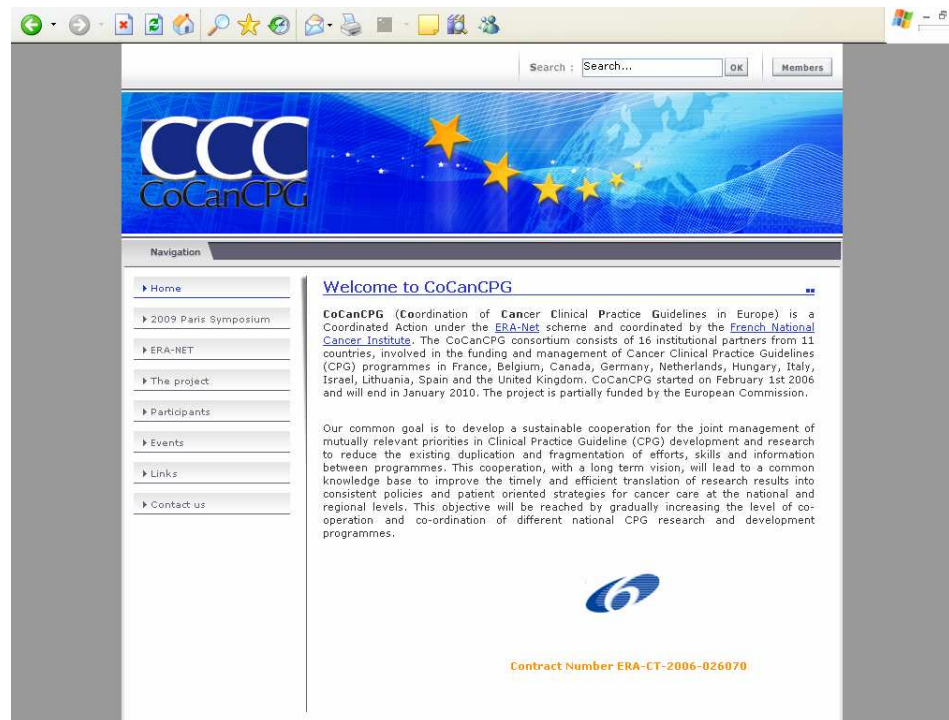 Search : Search... OK Members
CCC
CoCanCPG
Navigation
Home
2009 Paris Symposium
ERA-NET
The project
Participants
Events
Links
Contact us
Welcome to CoCanCPG
CoCanCPG (Coordination of Cancer Clinical Practice Guidelines in Europe) is a
Coordinated Action under the ERA-Net scheme and coordinated by the French National
Cancer Institute. The CoCanCPG consortium consists of 16 institutional partners from 11
countries, involved in the funding and management of Cancer Clinical Practice Guidelines
(CPG) programmes in France, Belgium, Canada, Germany, Netherlands, Hungary, Italy,
Israel, Lithuania, Spain and the United Kingdom. CoCanCPG started on February 1st 2006
and will end in January 2010. The project is partially funded by the European Commission.
Our common goal is to develop a sustainable cooperation for the joint management of
mutually relevant priorities in Clinical Practice Guideline (CPG) development and research
to reduce the existing duplication and fragmentation of efforts, skills and information
between programmes. This cooperation, with a long term vision, will lead to a common
knowledge base to improve the timely and efficient translation of research results into
consistent policies and patient oriented strategies for cancer care at the national and
regional levels. This objective will be reached by gradually increasing the level of co-
operation and co-ordination of different national CPG research and development
programmes.
6
Contract Number ERA-CT-2006-026070